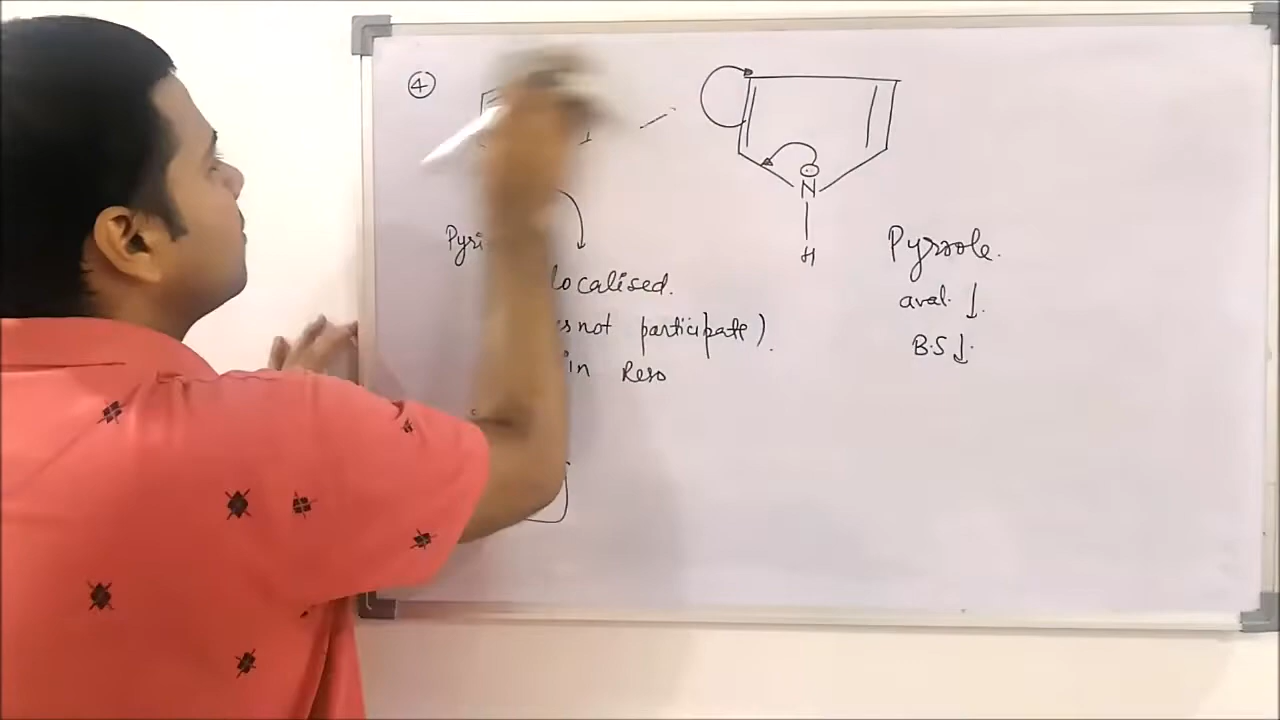 ④
N
H
Pyri
Pyrrole.
localised.
aval. ↓.
not participate).
B.S ↓.
in Reso